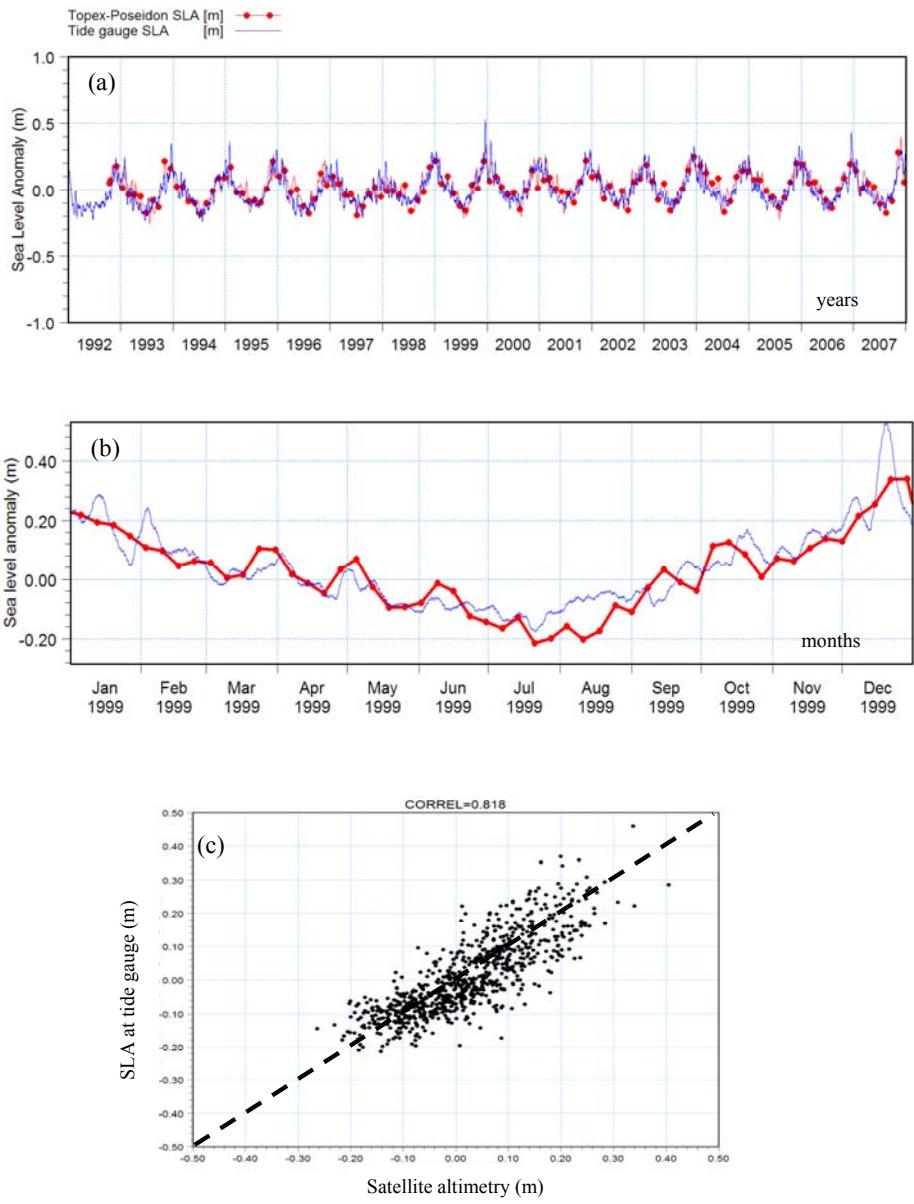 Topex-Poseidon SLA [m]
Tide gauge SLA [m]
(a)
Sea Level Anomaly (m)
1.0
0.5
0.0
-0.5
-1.0
years
1992 1993 1994 1995 1996 1997 1998 1999 2000 2001 2002 2003 2004 2005 2006 2007
(b)
Sea level anomaly (m)
0.40
0.20
0.00
-0.20
months
Jan Feb Mar Apr May Jun Jul Aug Sep Oct Nov Dec
1999 1999 1999 1999 1999 1999 1999 1999 1999 1999 1999 1999
CORREL=0.818
(c)
SLA at tide gauge (m)
0.50
0.40
0.30
0.20
0.10
0.00
-0.10
-0.20
-0.30
-0.40
-0.50
-0.50 -0.40 -0.30 -0.20 -0.10 0.00 0.10 0.20 0.30 0.40 0.50
Satellite altimetry (m)